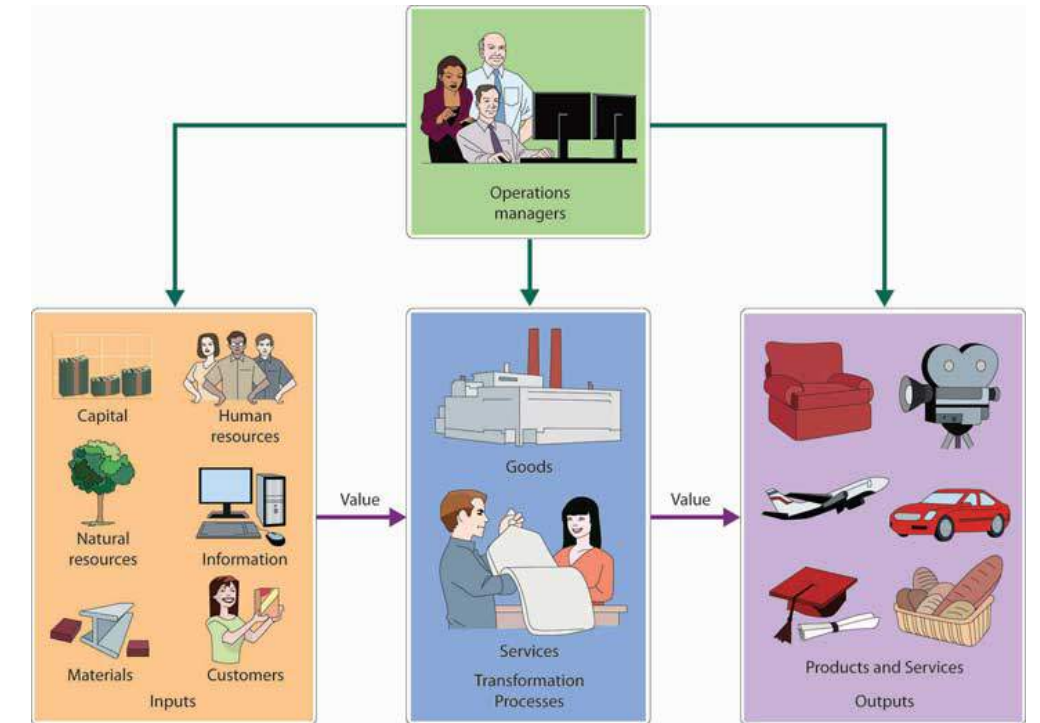 Operations
managers
Capital
Human
resources
Natural
resources
Information
Materials
Customers
Inputs
Value
Goods
Services
Transformation
Processes
Value
Products and Services
Outputs